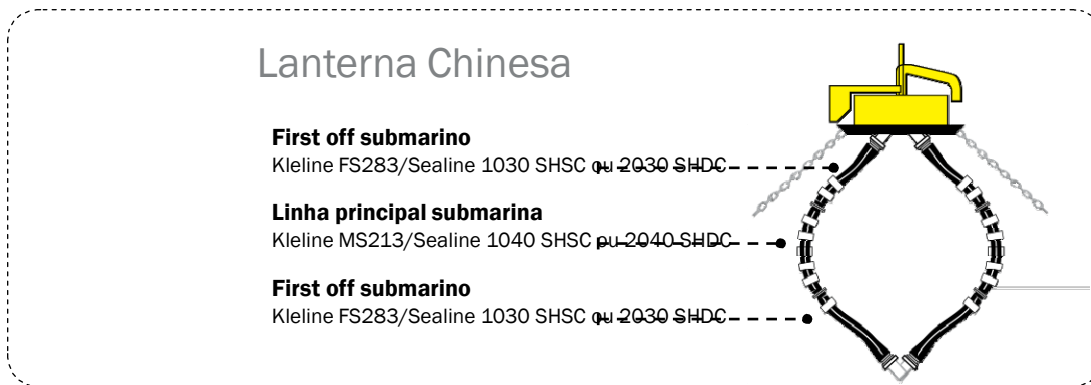 Lanterna Chinesa
First off submarino
Kleline FS283/Sealine 1030 SHSC ou 2030 SHDC
Linha principal submarina
Kleline MS213/Sealine 1040 SHSC ou 2040 SHDC
First off submarino
Kleline FS283/Sealine 1030 SHSC ou 2030 SHDC